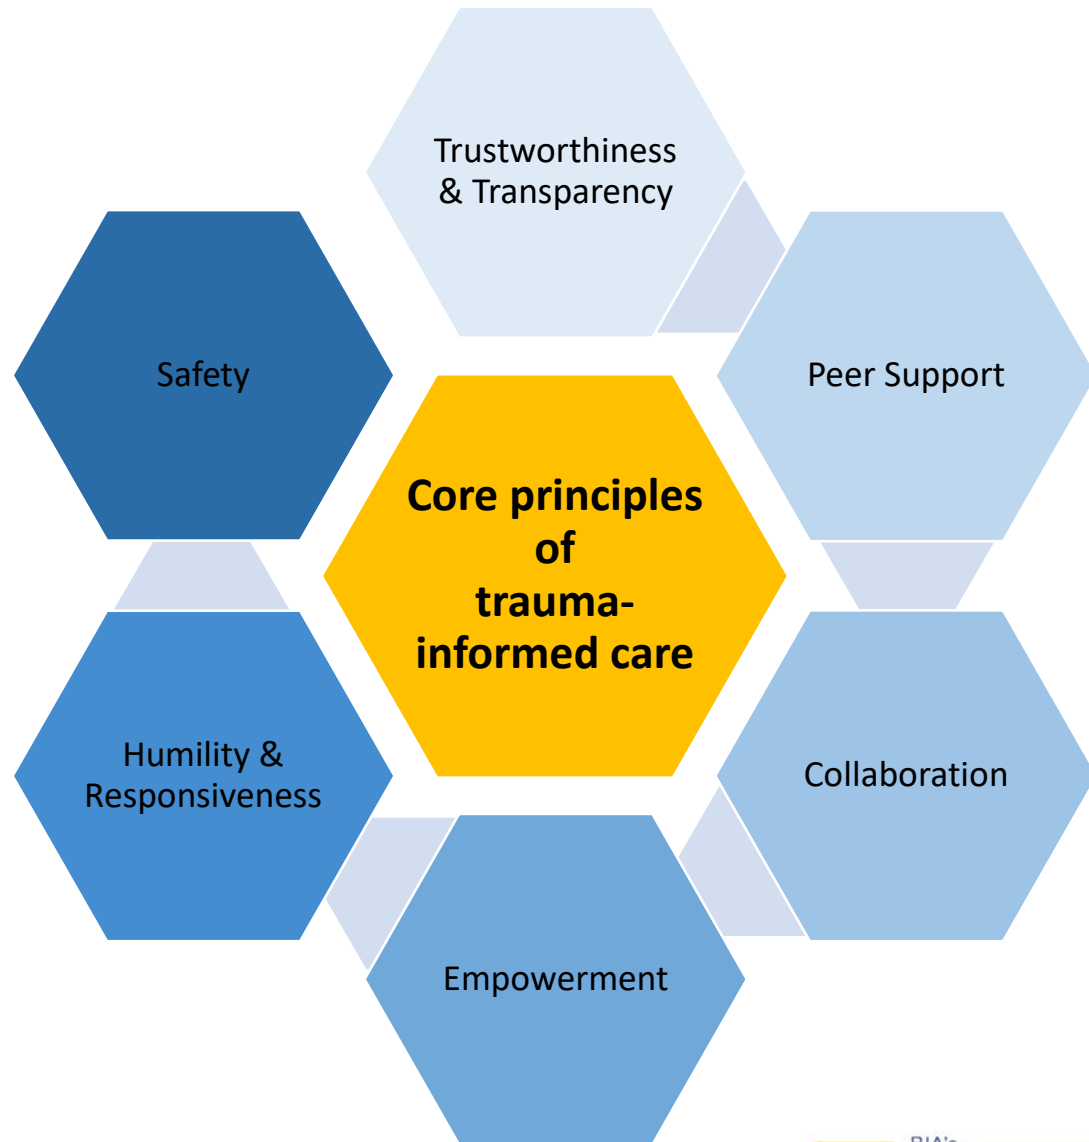 Trustworthiness
& Transparency
Safety
Peer Support
Core principles
of
trauma-
informed care
Humility &
Responsiveness
Collaboration
Empowerment